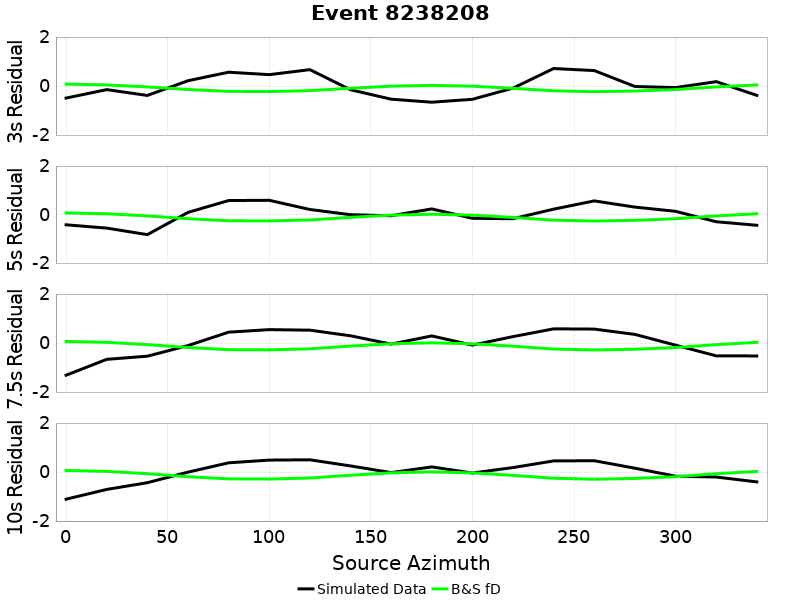 Event 8238208
3s Residual
2
0
-2
5s Residual
2
0
-2
7.5s Residual
2
0
-2
10s Residual
2
0
-2
0 50 100 150 200 250 300
Source Azimuth
Simulated Data B&S fD